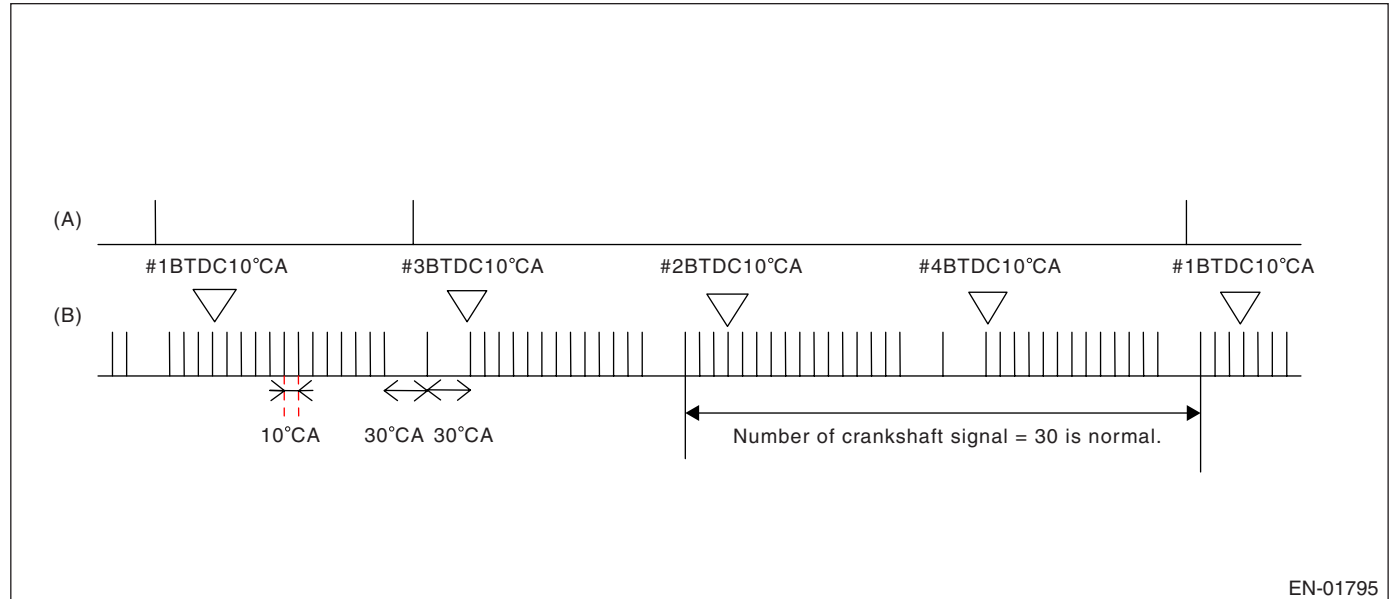 (A)
#1BTDC10°CA #3BTDC10°CA #2BTDC10°CA #4BTDC10°CA #1BTDC10°CA
(B)
10°CA 30°CA 30°CA Number of crankshaft signal = 30 is normal.
EN-01795